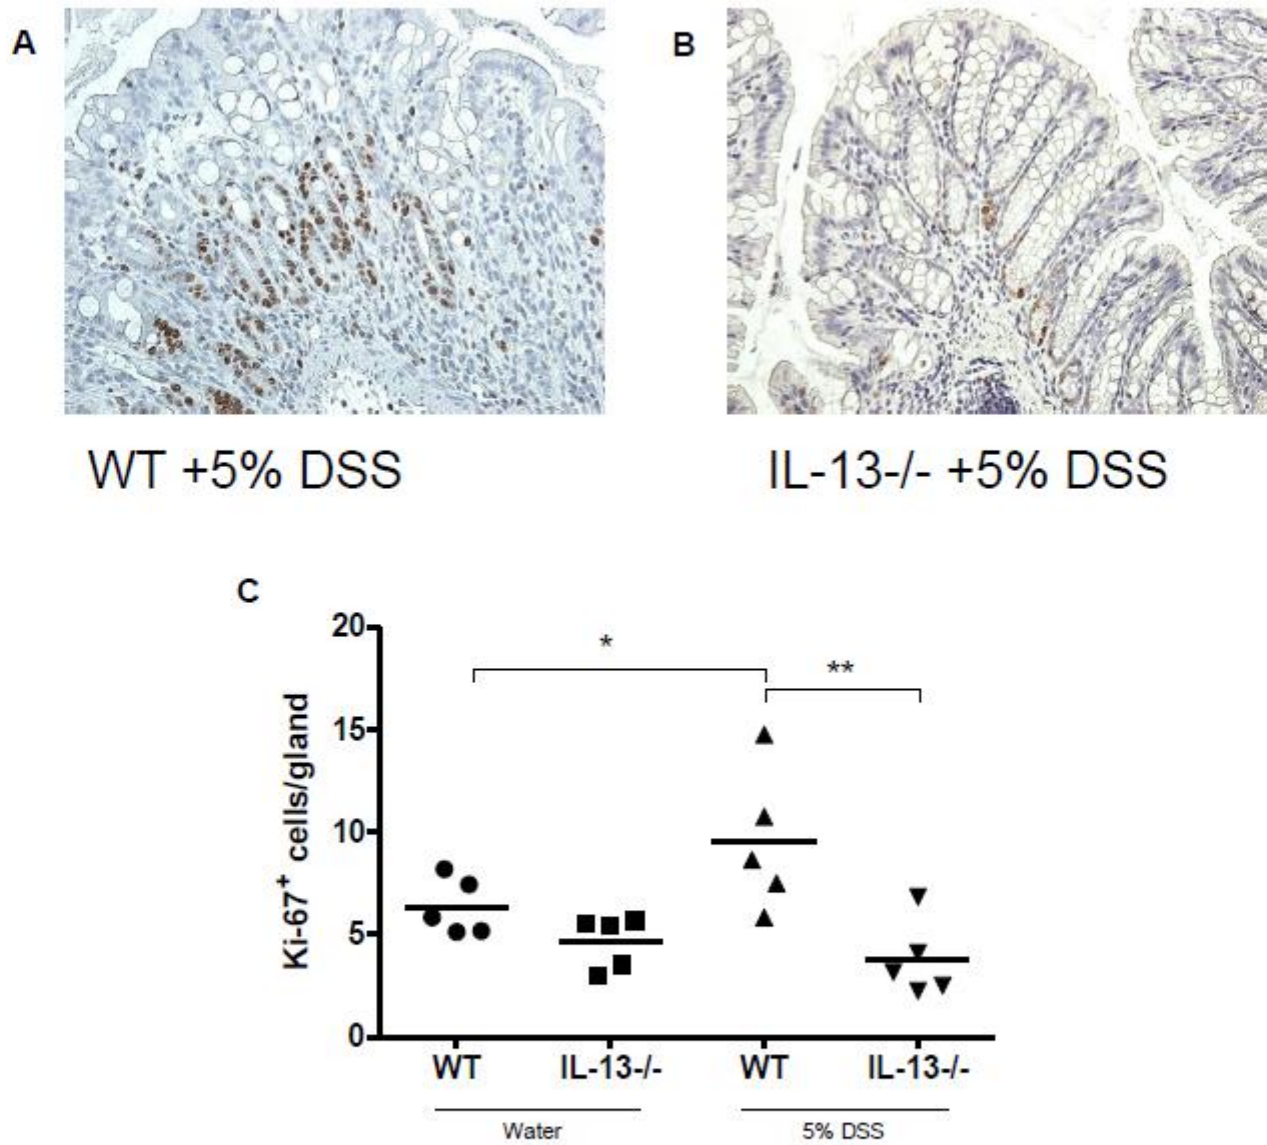 A
B
WT +5% DSS
IL-13-/- +5% DSS
C
Ki-67+ cells/gland
20
15
10
5
0
*
**
WT
IL-13-/-
WT
IL-13-/-
Water
5% DSS